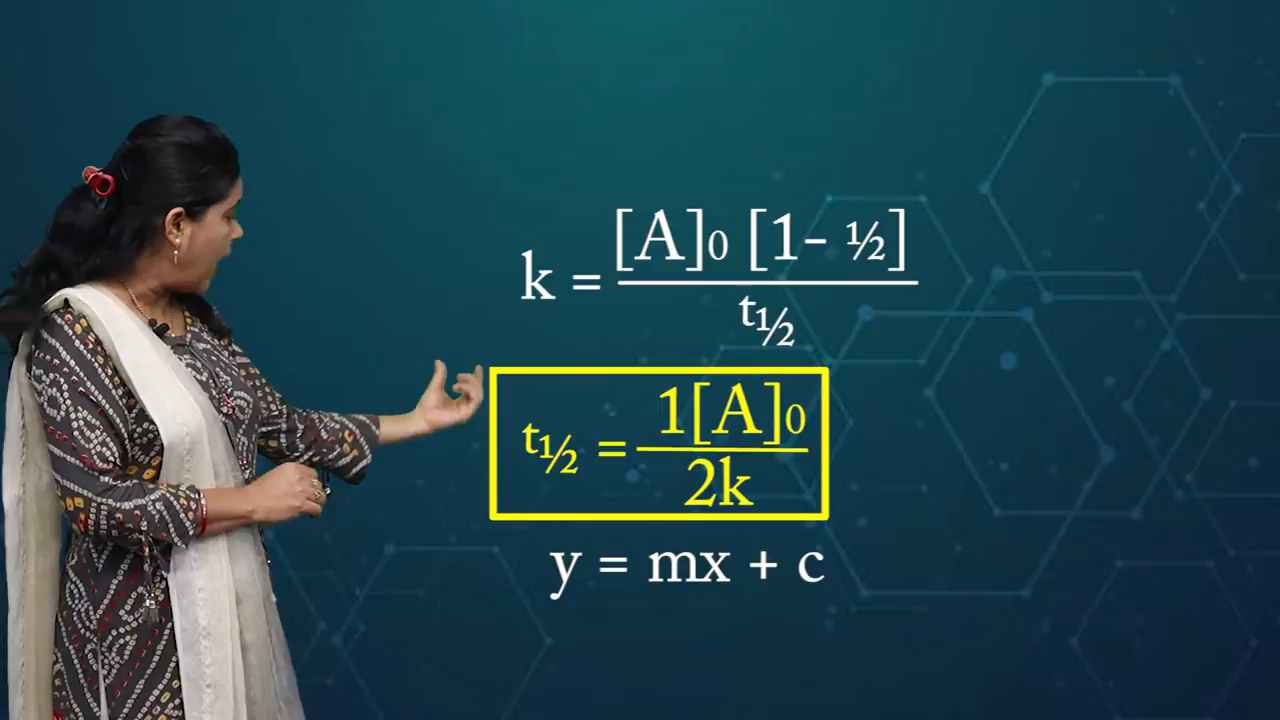 k = [A]0 [1- ½] / t½
t½ = 1[A]0 / 2k
y = mx + c